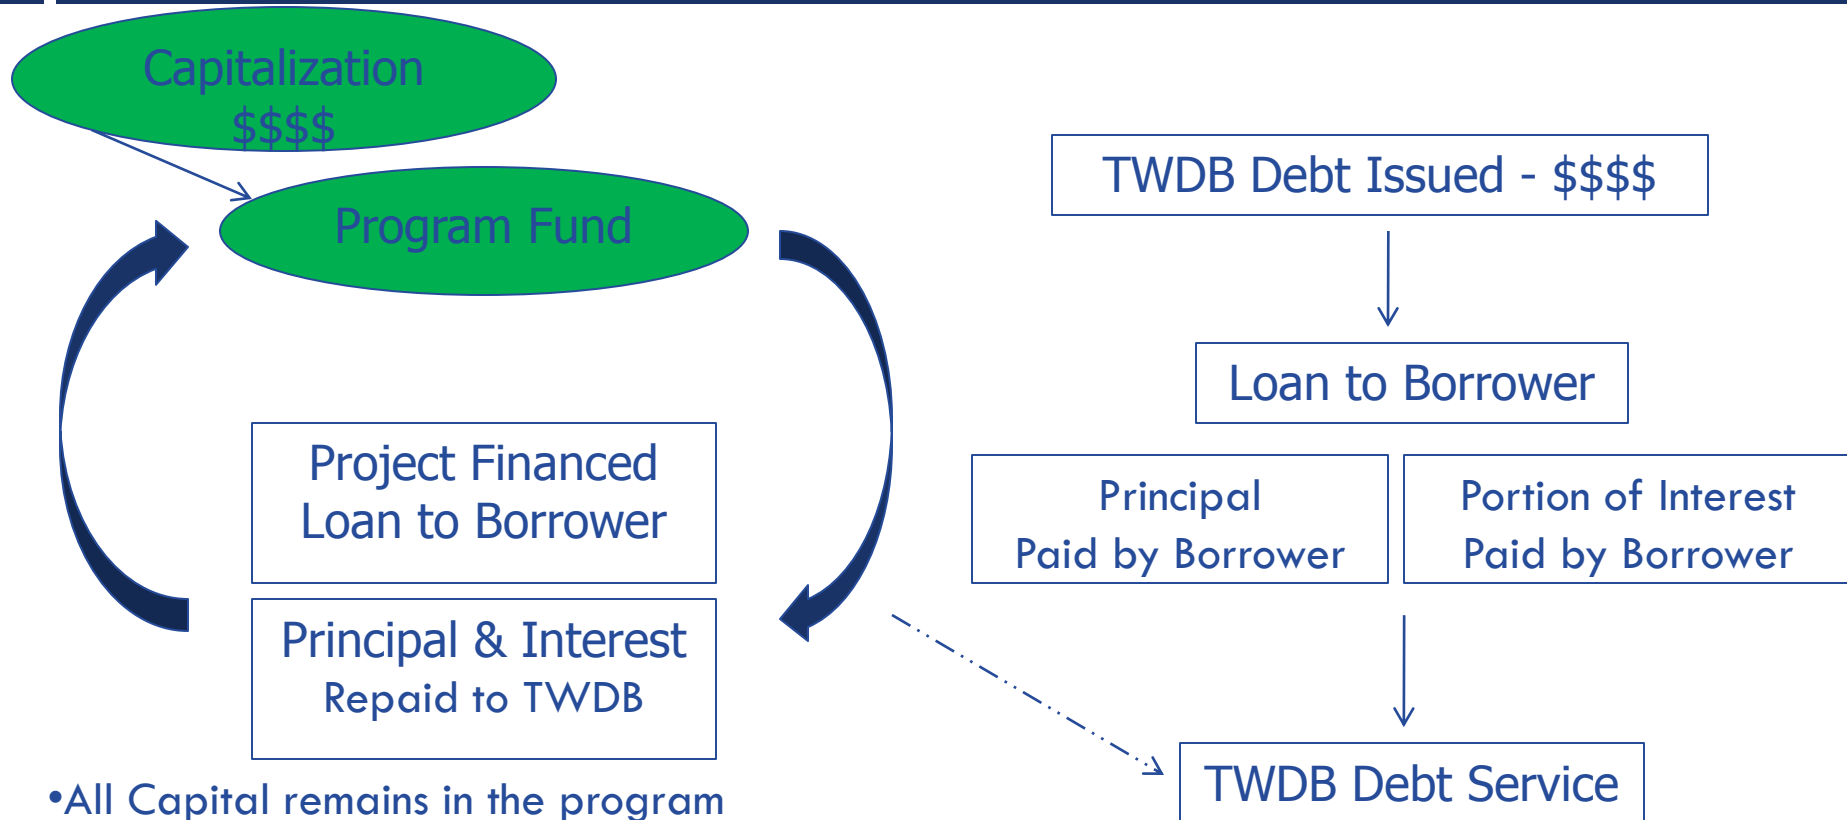 Capitalization
$$$$
Program Fund
Project Financed
Loan to Borrower
Principal & Interest
Repaid to TWDB
•All Capital remains in the program
TWDB Debt Issued - $$$$
Loan to Borrower
Principal
Paid by Borrower
Portion of Interest
Paid by Borrower
TWDB Debt Service